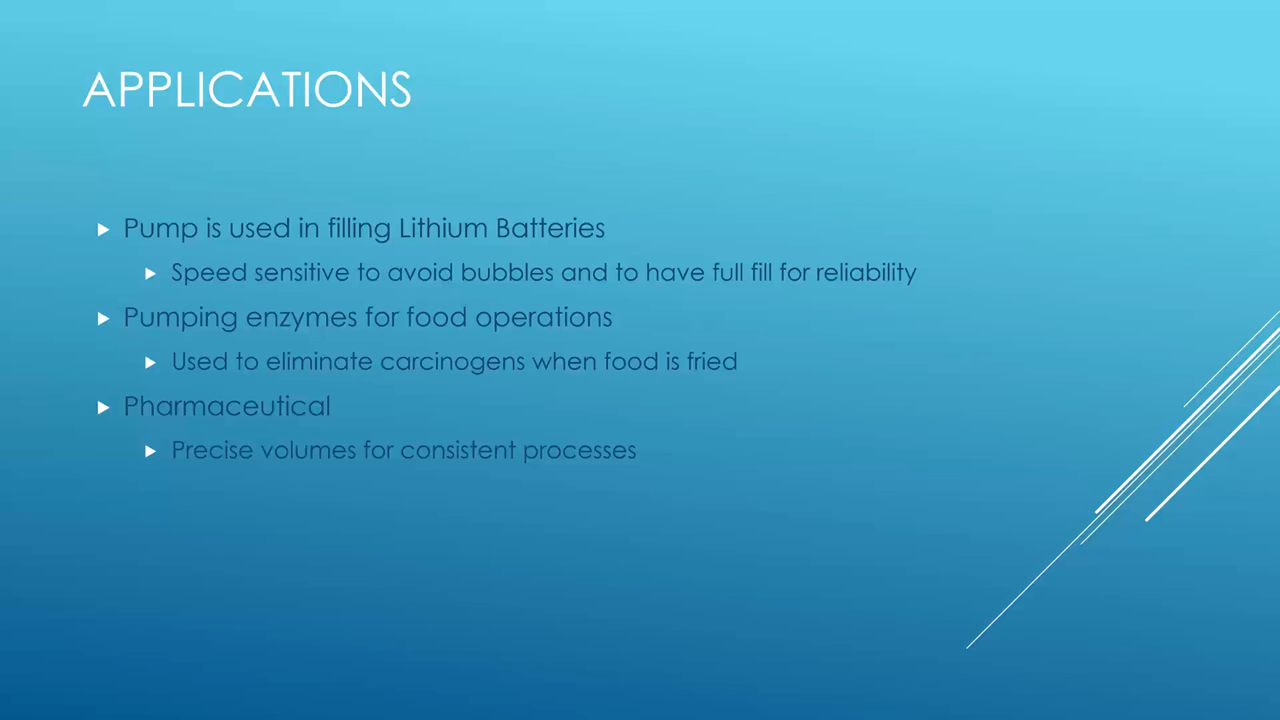 APPLICATIONS
Pump is used in filling Lithium Batteries
Speed sensitive to avoid bubbles and to have full fill for reliability
Pumping enzymes for food operations
Used to eliminate carcinogens when food is fried
Pharmaceutical
Precise volumes for consistent processes